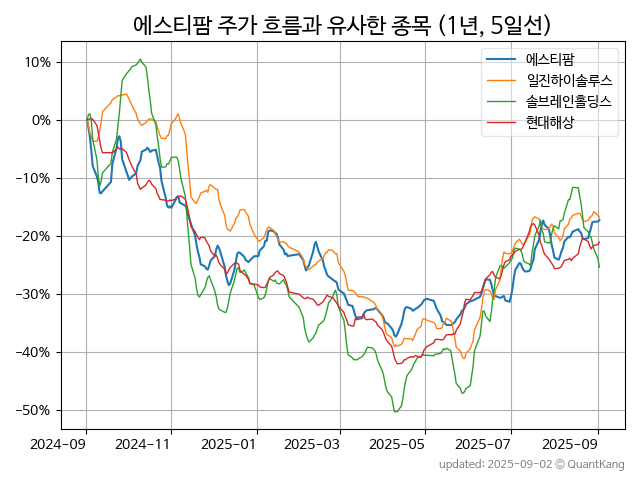 에스티팜 주가 흐름과 유사한 종목 (1년, 5일선)
에스티팜
일진하이솔루스
솔브레인홀딩스
현대해상
10%
0%
−10%
−20%
−30%
−40%
−50%
2024-09
2024-11
2025-01
2025-03
2025-05
2025-07
2025-09
updated: 2025-09-02 © QuantKang